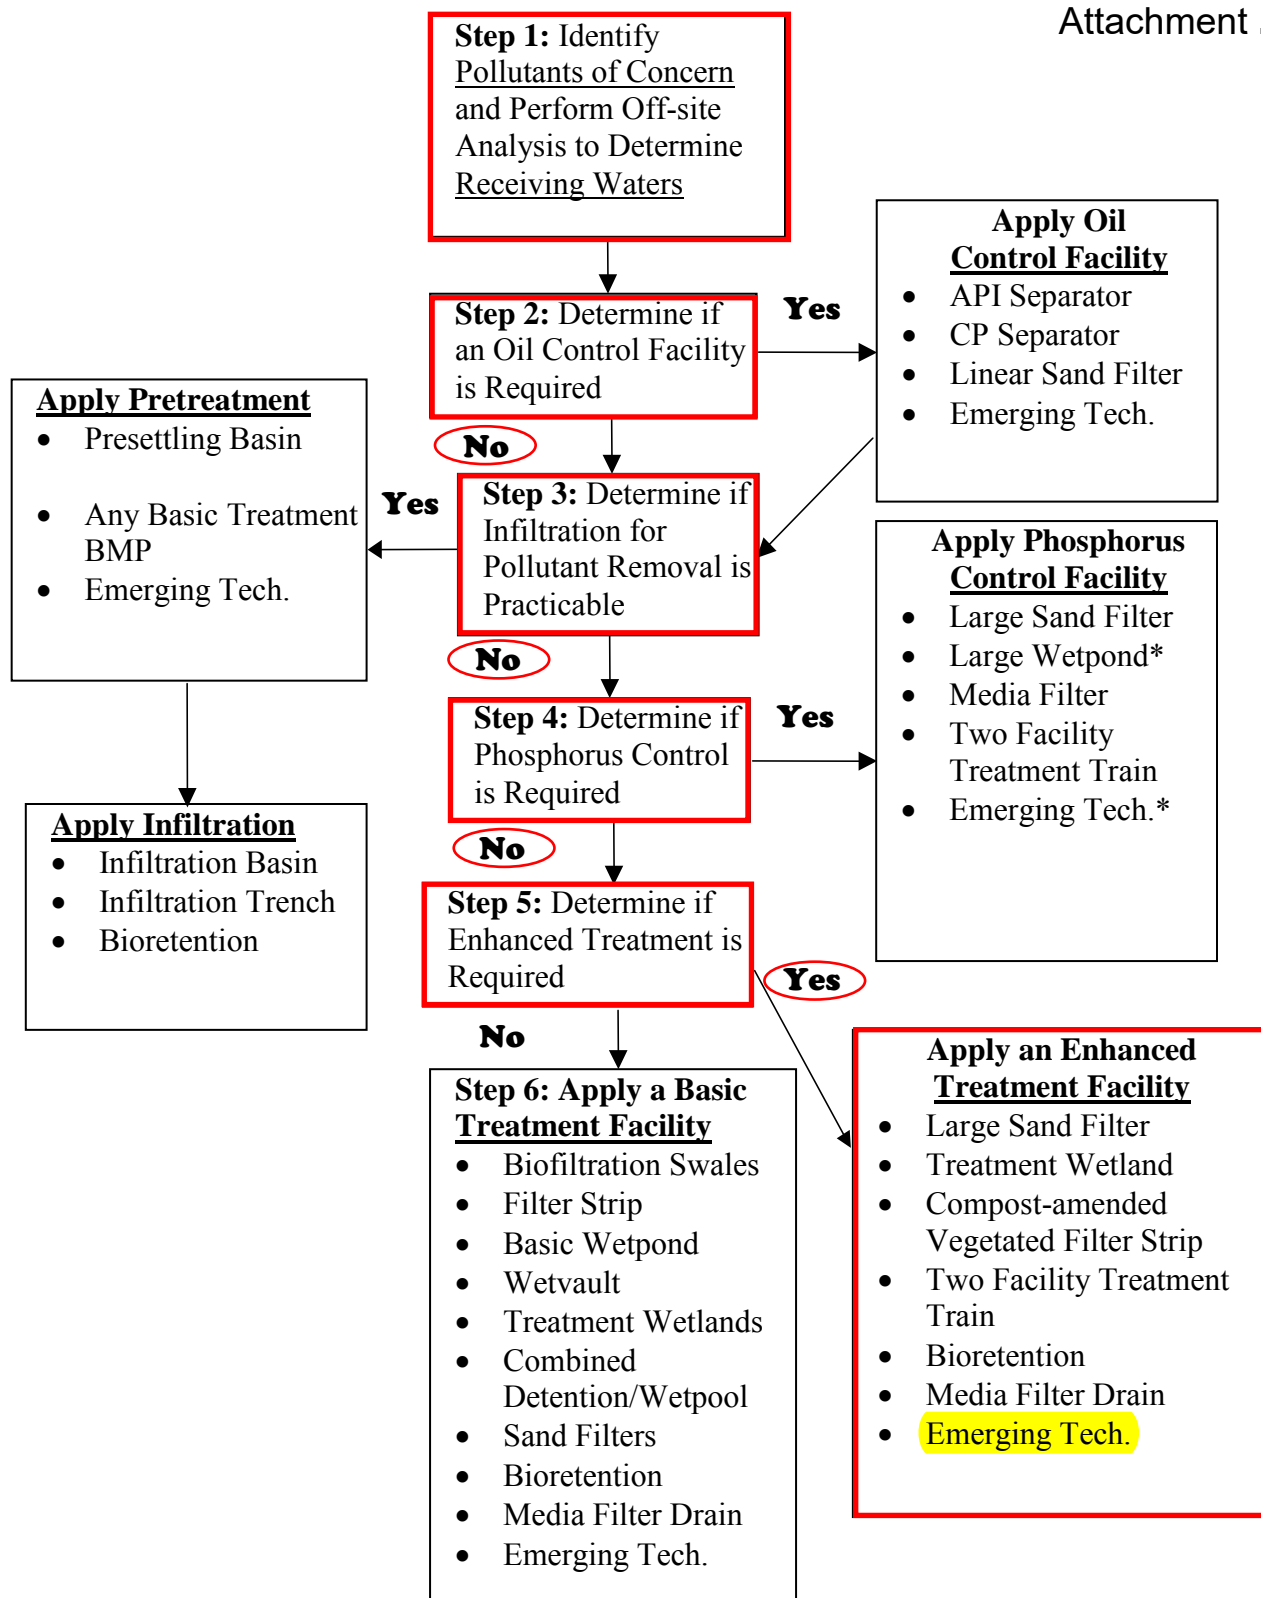 Attachment
Step 1: Identify
Pollutants of Concern
and Perform Off-site
Analysis to Determine
Receiving Waters
Apply Oil
Control Facility
• API Separator
• CP Separator
• Linear Sand Filter
• Emerging Tech.
Yes
Step 2: Determine if
an Oil Control Facility
is Required
No
Apply Pretreatment
• Presettling Basin
• Any Basic Treatment
BMP
• Emerging Tech.
Yes
Step 3: Determine if
Infiltration for
Pollutant Removal is
Practicable
No
Apply Phosphorus
Control Facility
• Large Sand Filter
• Large Wetpond*
• Media Filter
• Two Facility
Treatment Train
• Emerging Tech.*
Yes
Step 4: Determine if
Phosphorus Control
is Required
No
Apply Infiltration
• Infiltration Basin
• Infiltration Trench
• Bioretention
Step 5: Determine if
Enhanced Treatment is
Required
Yes
No
Apply an Enhanced
Treatment Facility
• Large Sand Filter
• Treatment Wetland
• Compost-amended
Vegetated Filter Strip
• Two Facility Treatment
Train
• Bioretention
• Media Filter Drain
• Emerging Tech.
Step 6: Apply a Basic
Treatment Facility
• Biofiltration Swales
• Filter Strip
• Basic Wetpond
• Wetvault
• Treatment Wetlands
• Combined
Detention/Wetpool
• Sand Filters
• Bioretention
• Media Filter Drain
• Emerging Tech.